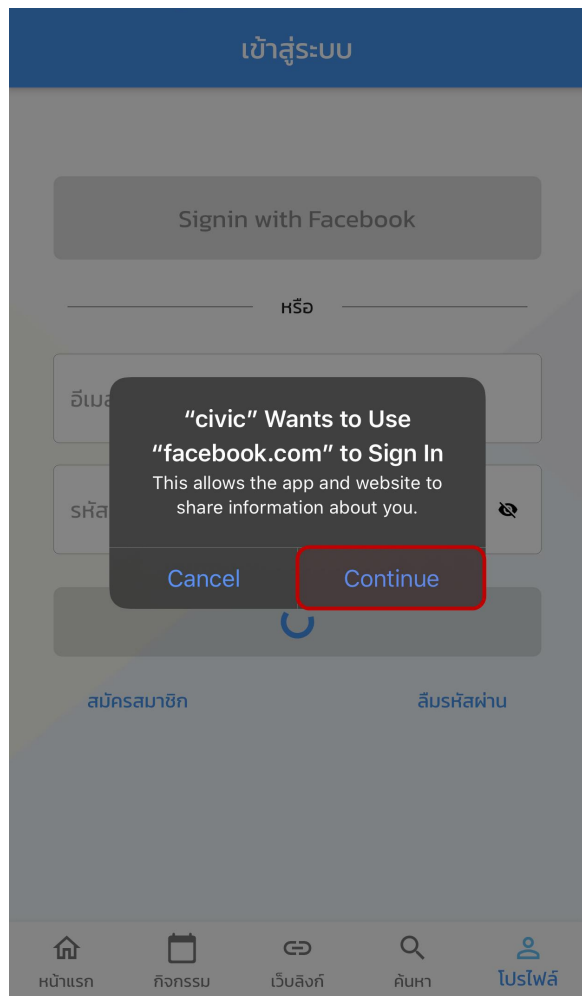 เข้าสู่ระบบ
Signin with Facebook
หรือ
"civic" Wants to Use
"facebook.com" to Sign In
This allows the app and website to
share information about you.
Cancel Continue
สมัครสมาชิก ลืมรหัสผ่าน
หน้าแรก กิจกรรม เว็บลิงก์ ค้นหา โปรไฟล์